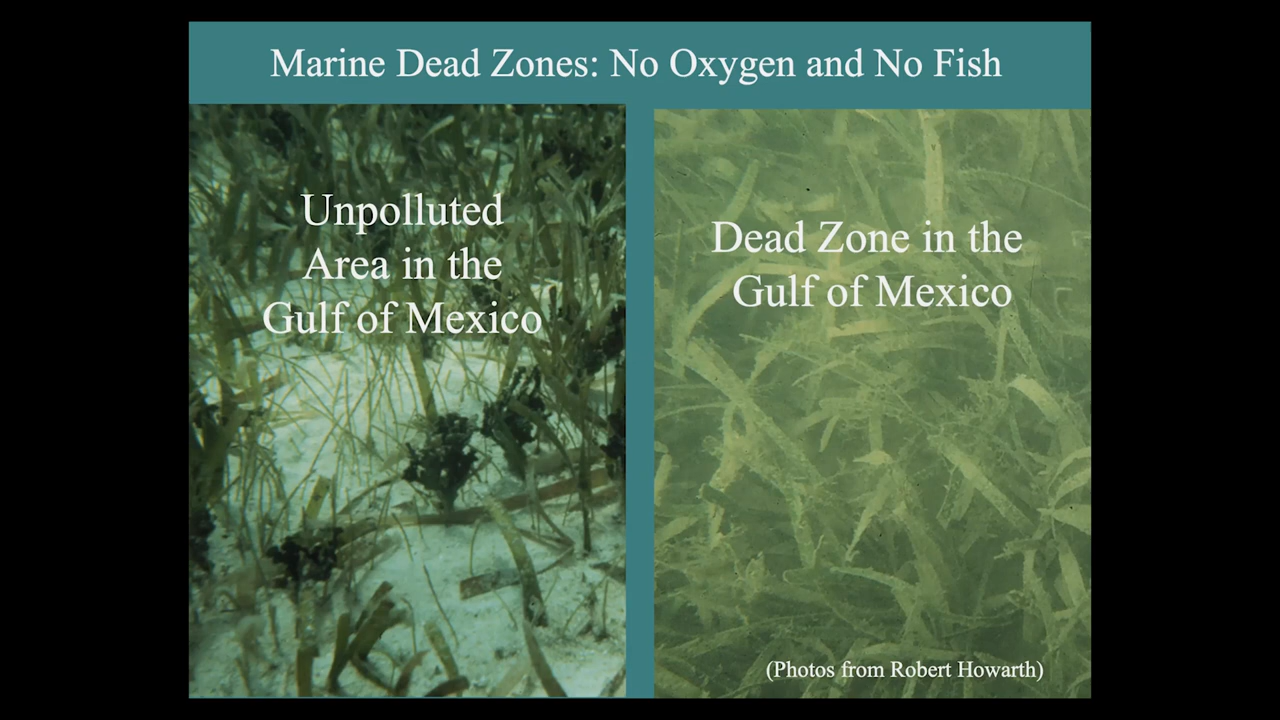 Marine Dead Zones: No Oxygen and No Fish
Unpolluted
Area in the
Gulf of Mexico
Dead Zone in the
Gulf of Mexico
(Photos from Robert Howarth)